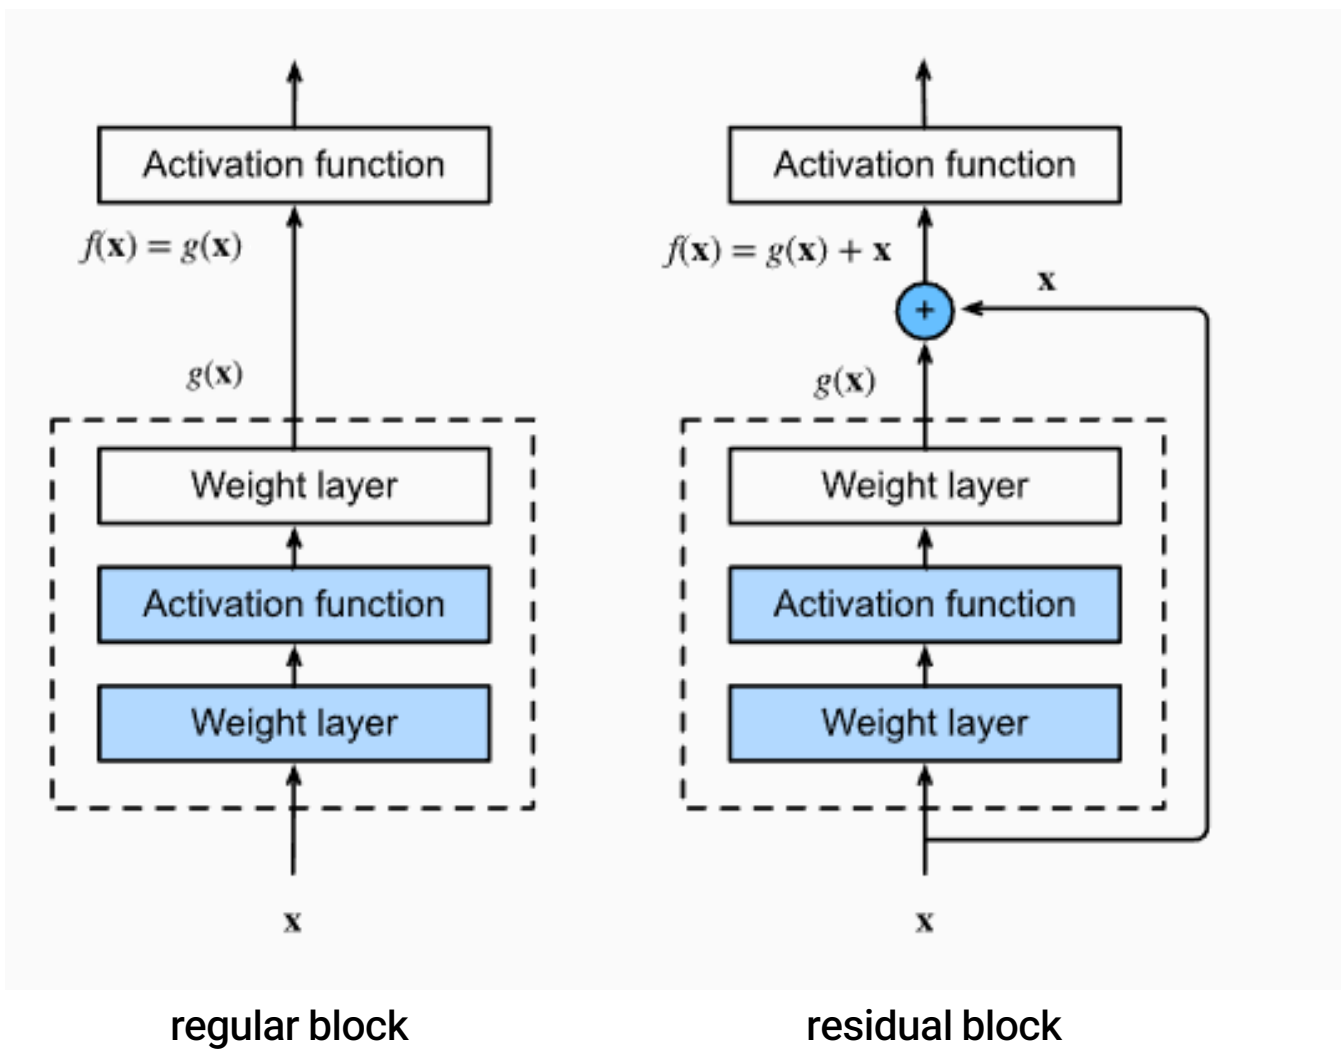 Activation function
f(x) = g(x)
g(x)
Weight layer
Activation function
Weight layer
x
regular block
Activation function
f(x) = g(x) + x
x
+
g(x)
Weight layer
Activation function
Weight layer
x
residual block